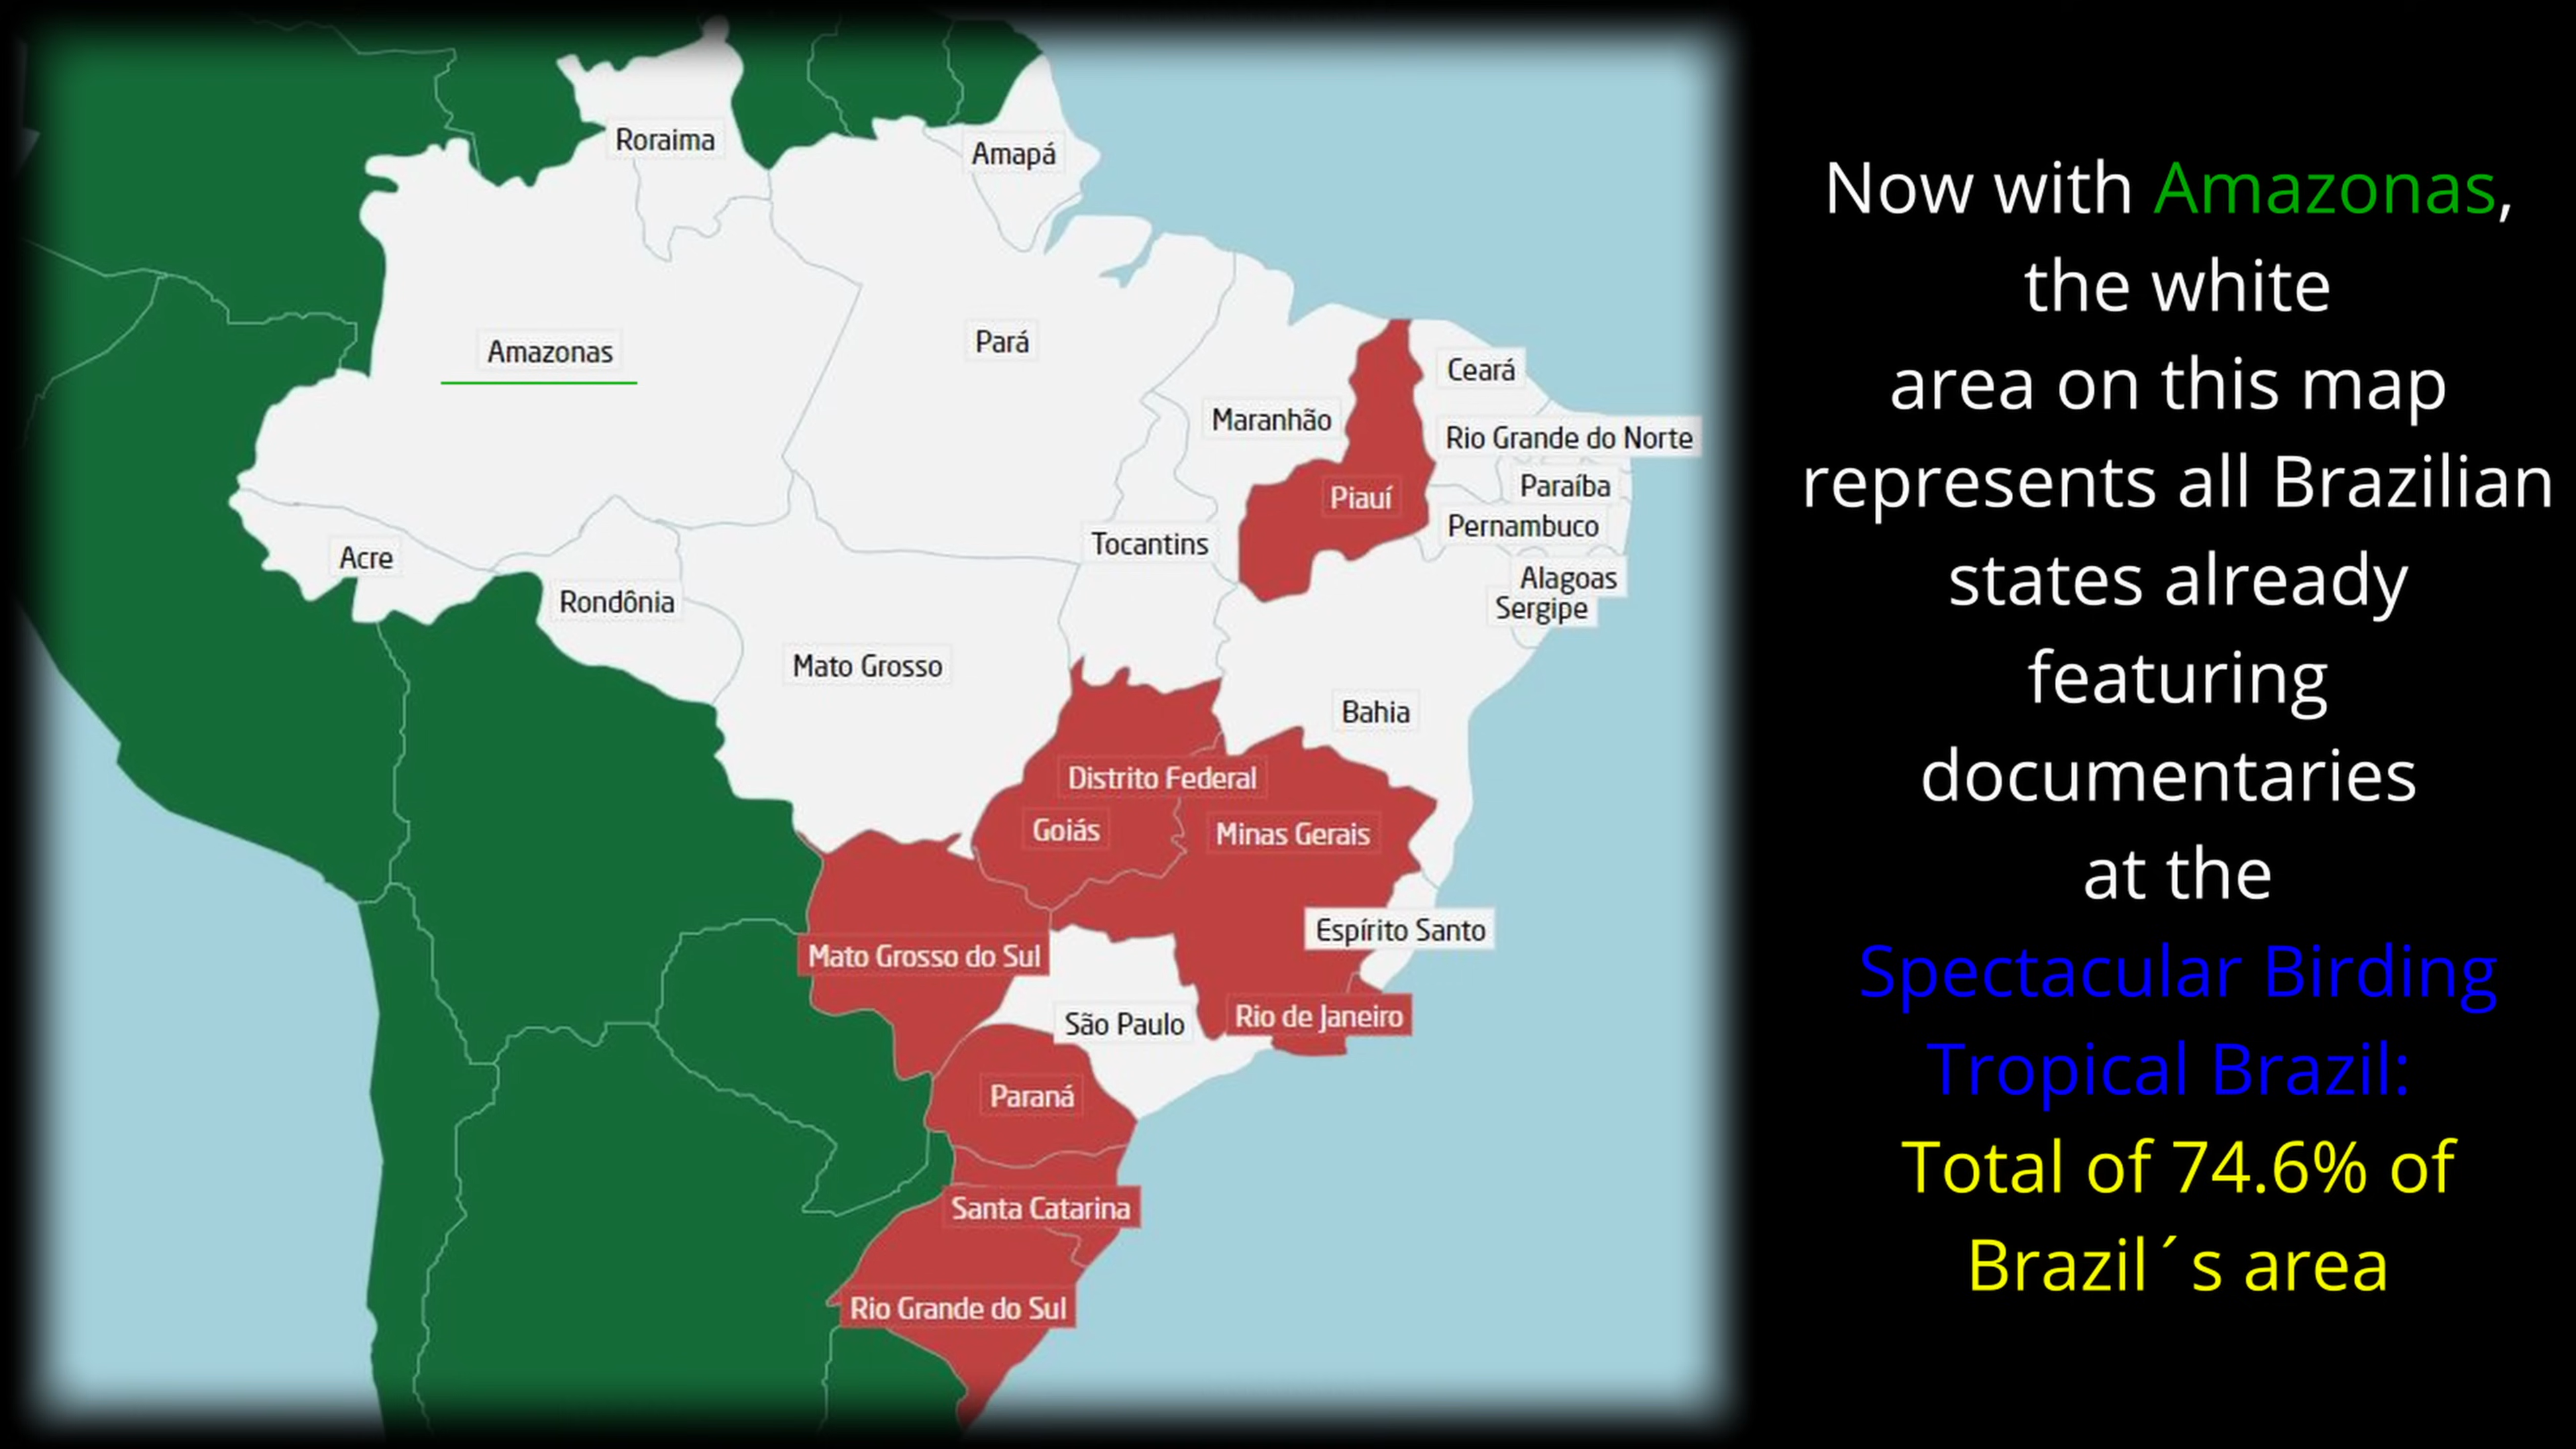 Roraima
Amapá
Amazonas
Pará
Ceará
Maranhão
Rio Grande do Norte
Piauí
Paraíba
Pernambuco
Tocantins
Acre
Alagoas
Rondônia
Sergipe
Mato Grosso
Bahia
Distrito Federal
Goiás
Minas Gerais
Espírito Santo
Mato Grosso do Sul
Rio de Janeiro
São Paulo
Paraná
Santa Catarina
Rio Grande do Sul
Now with Amazonas,
the white
area on this map
represents all Brazilian
states already
featuring
documentaries
at the
Spectacular Birding
Tropical Brazil:
Total of 74.6% of
Brazil´s area